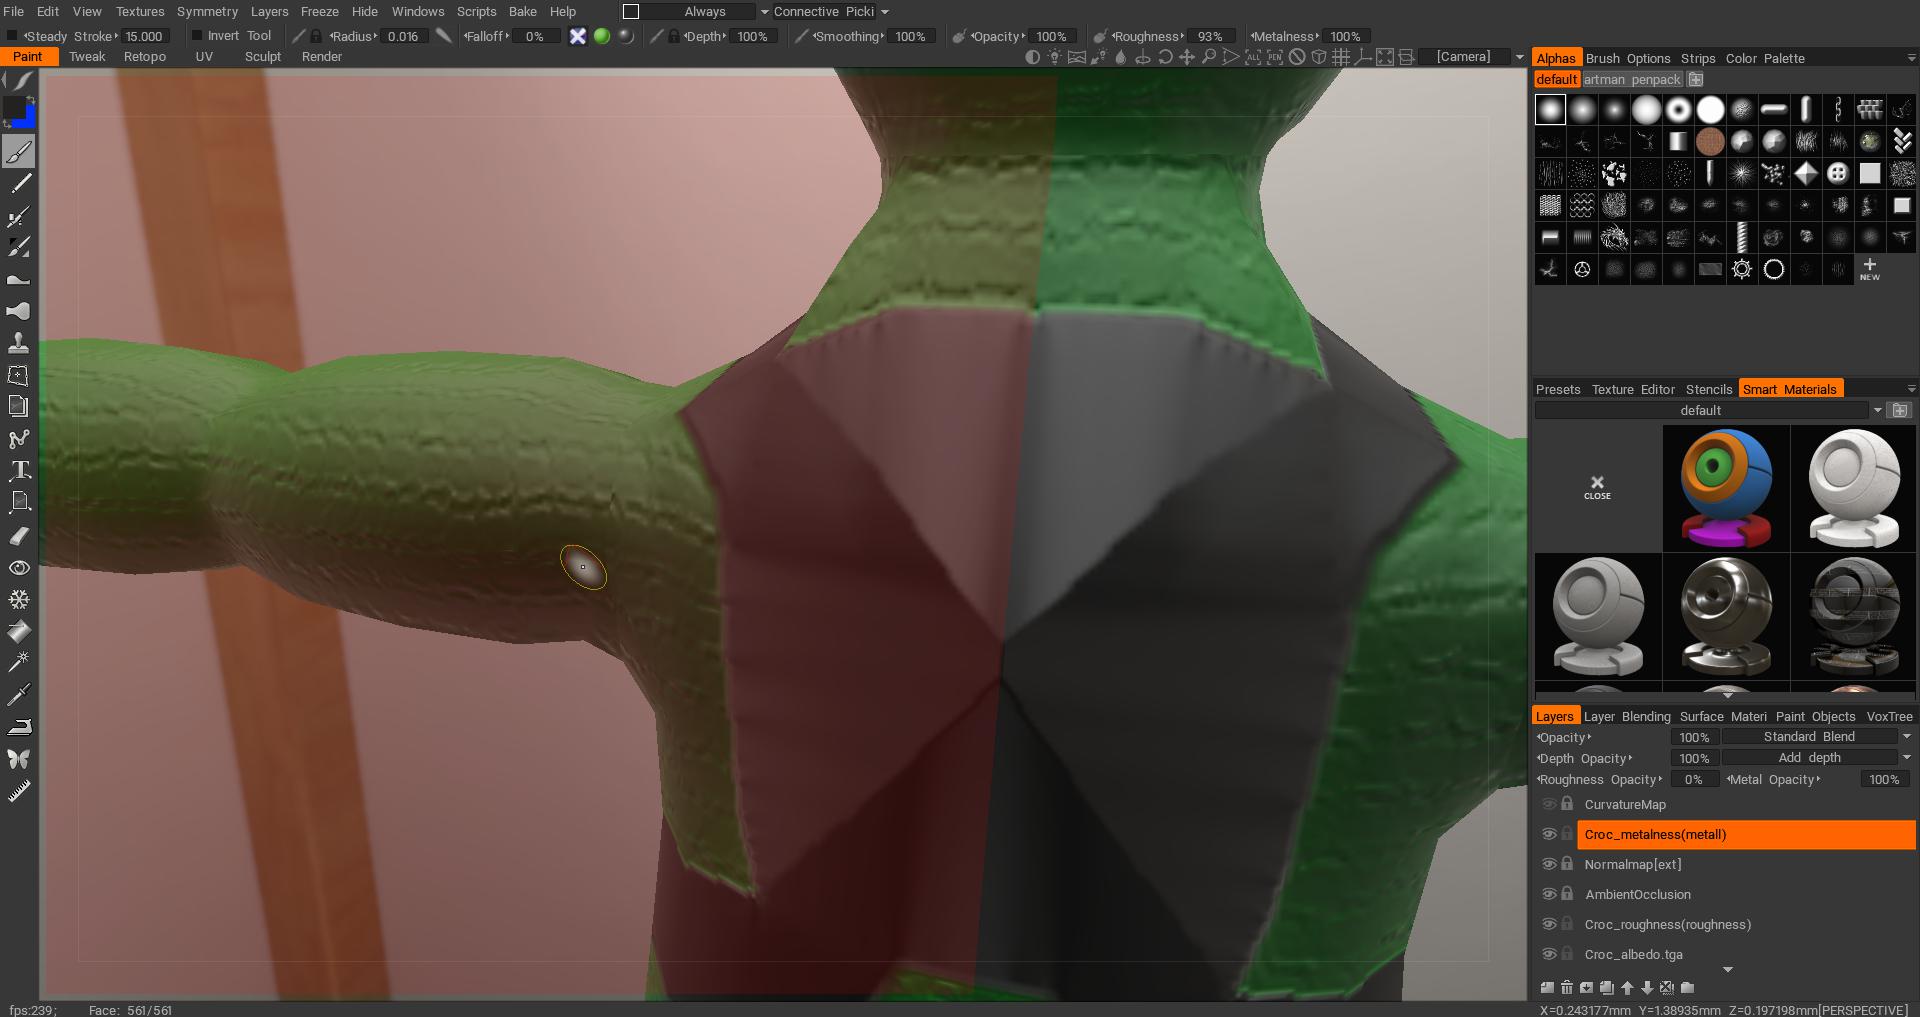 File Edit View Textures Symmetry Layers Freeze Hide Windows Scripts Bake Help Always Connective Picki
Steady Stroke 15.000 Invert Tool Radius 0.016 Falloff 0% Depth 100% Smoothing 100% Opacity 100% Roughness 93% Metalness 100%
Paint Tweak Retopo UV Sculpt Render ALL PEN [Camera]
Alphas Brush Options Strips Color Palette
default artman penpack
NEW
Presets Texture Editor Stencils Smart Materials
default
CLOSE
Layers Layer Blending Surface Materi Paint Objects VoxTree
Opacity 100% Standard Blend
Depth Opacity 100% Add depth
Roughness Opacity 0% Metal Opacity 100%
CurvatureMap
Croc_metalness(metall)
Normalmap[ext]
AmbientOcclusion
Croc_roughness(roughness)
Croc_albedo.tga
fps:239; Face: 561/561 X=0.243177mm Y=1.38935mm Z=0.197198mm[PERSPECTIVE]